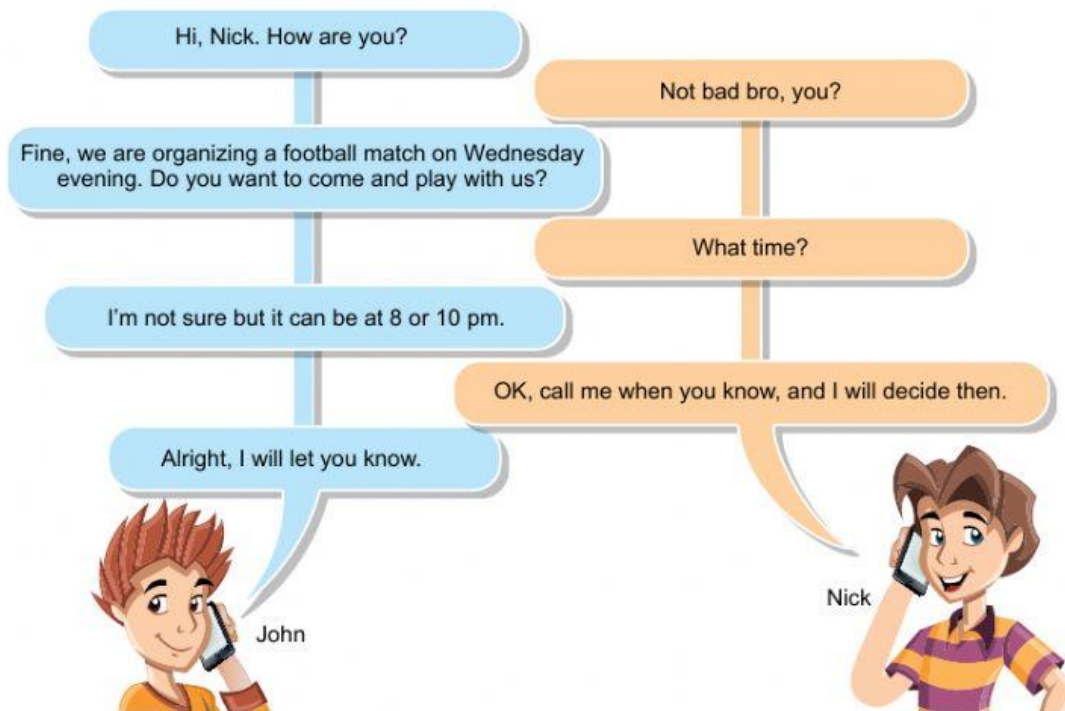 Hi, Nick. How are you?
Not bad bro, you?
Fine, we are organizing a football match on Wednesday
evening. Do you want to come and play with us?
What time?
I'm not sure but it can be at 8 or 10 pm.
OK, call me when you know, and I will decide then.
Alright, I will let you know.
John
Nick